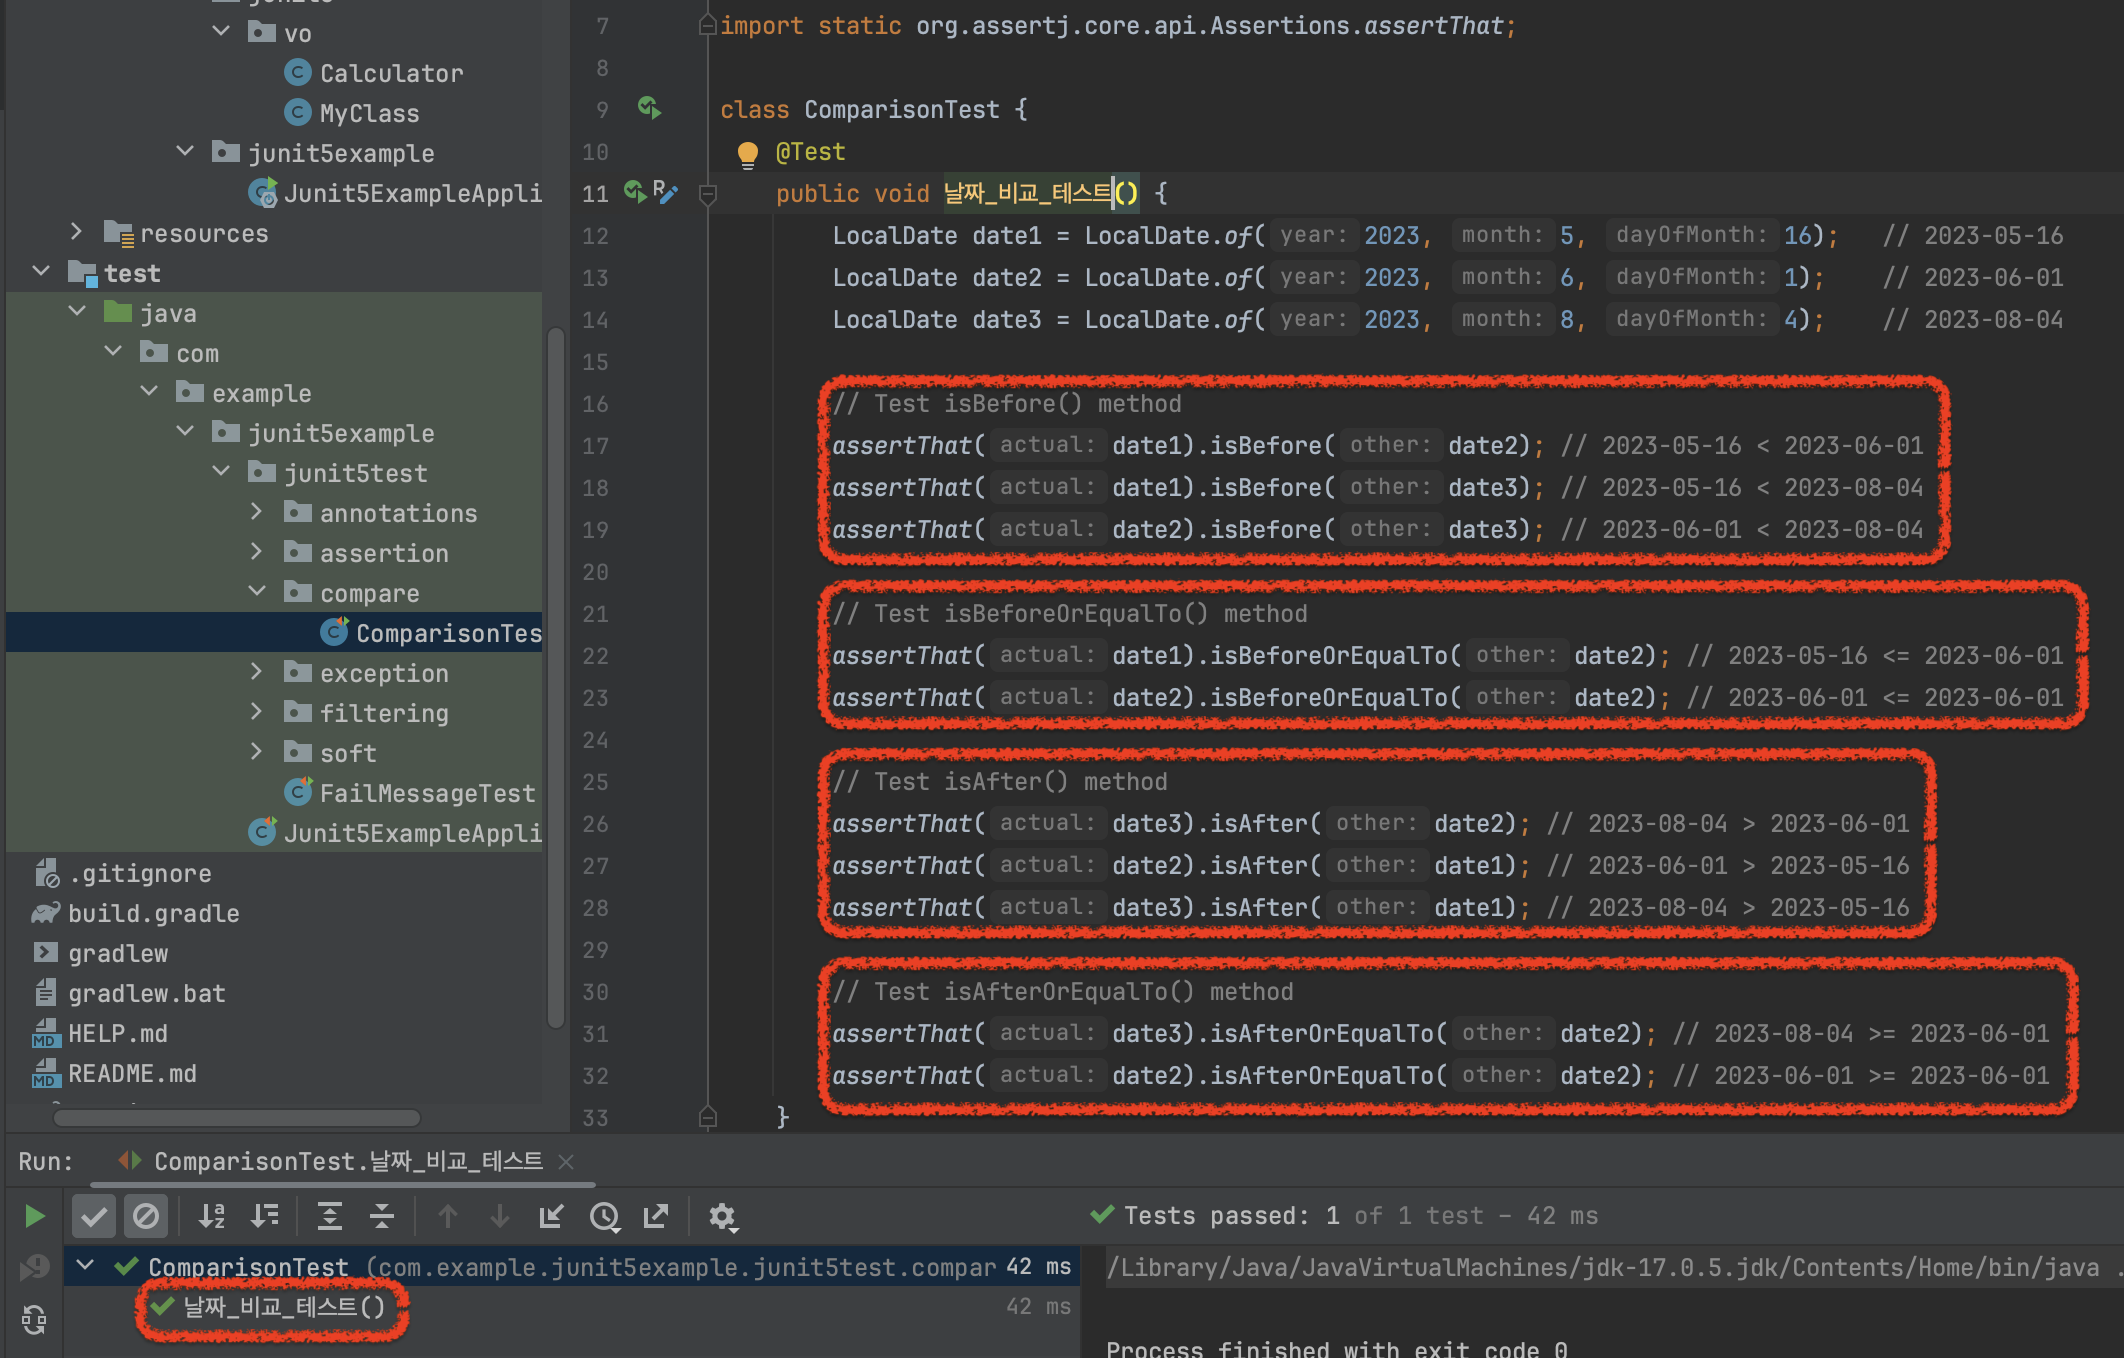 vo
Calculator
MyClass
junit5example
Junit5ExampleAppli
resources
test
java
com
example
junit5example
junit5test
annotations
assertion
compare
ComparisonTes
exception
filtering
soft
FailMessageTest
Junit5ExampleAppli
.gitignore
build.gradle
gradlew
gradlew.bat
HELP.md
README.md
7 import static org.assertj.core.api.Assertions.assertThat;
8
9 class ComparisonTest {
10 @Test
11 public void 날짜_비교_테스트() {
12 LocalDate date1 = LocalDate.of( year: 2023, month: 5, dayOfMonth: 16); // 2023-05-16
13 LocalDate date2 = LocalDate.of( year: 2023, month: 6, dayOfMonth: 1); // 2023-06-01
14 LocalDate date3 = LocalDate.of( year: 2023, month: 8, dayOfMonth: 4); // 2023-08-04
15
16 // Test isBefore() method
17 assertThat( actual: date1).isBefore( other: date2); // 2023-05-16 < 2023-06-01
18 assertThat( actual: date1).isBefore( other: date3); // 2023-05-16 < 2023-08-04
19 assertThat( actual: date2).isBefore( other: date3); // 2023-06-01 < 2023-08-04
20
21 // Test isBeforeOrEqualTo() method
22 assertThat( actual: date1).isBeforeOrEqualTo( other: date2); // 2023-05-16 <= 2023-06-01
23 assertThat( actual: date2).isBeforeOrEqualTo( other: date2); // 2023-06-01 <= 2023-06-01
24
25 // Test isAfter() method
26 assertThat( actual: date3).isAfter( other: date2); // 2023-08-04 > 2023-06-01
27 assertThat( actual: date2).isAfter( other: date1); // 2023-06-01 > 2023-05-16
28 assertThat( actual: date3).isAfter( other: date1); // 2023-08-04 > 2023-05-16
29
30 // Test isAfterOrEqualTo() method
31 assertThat( actual: date3).isAfterOrEqualTo( other: date2); // 2023-08-04 >= 2023-06-01
32 assertThat( actual: date2).isAfterOrEqualTo( other: date2); // 2023-06-01 >= 2023-06-01
33 }
Run: ComparisonTest.날짜_비교_테스트
Tests passed: 1 of 1 test – 42 ms
ComparisonTest (com.example.junit5example.junit5test.compar 42 ms
날짜_비교_테스트() 42 ms
/Library/Java/JavaVirtualMachines/jdk-17.0.5.jdk/Contents/Home/bin/java .
Process finished with exit code 0